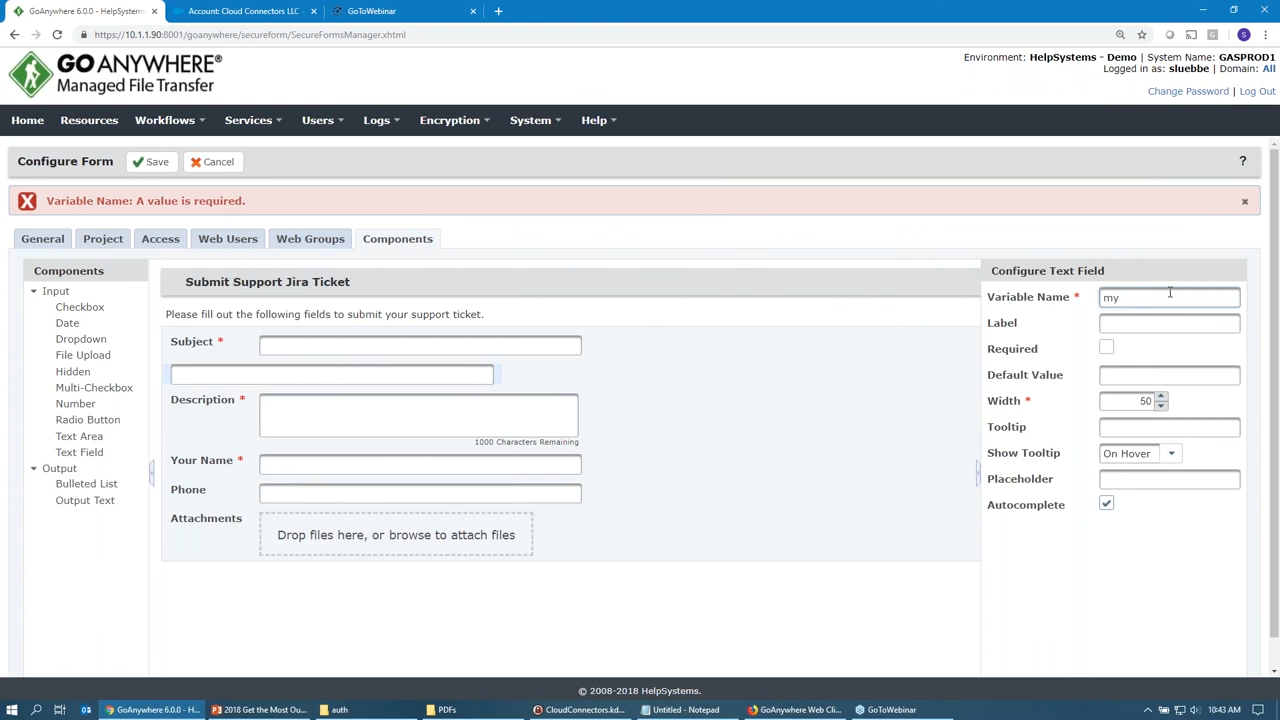 GoAnywhere 6.0.0 - HelpSystems
Account: Cloud Connectors LLC -
GoToWebinar
https://10.1.1.90:8001/goanywhere/secureform/SecureFormsManager.xhtml
GO ANYWHERE®
Managed File Transfer
Environment: HelpSystems - Demo | System Name: GASPROD1
Logged in as: sluebbe | Domain: All
Change Password | Log Out
Home Resources Workflows Services Users Logs Encryption System Help
Configure Form Save Cancel ?
Variable Name: A value is required. ×
General Project Access Web Users Web Groups Components
Components
Input
Checkbox
Date
Dropdown
File Upload
Hidden
Multi-Checkbox
Number
Radio Button
Text Area
Text Field
Output
Bulleted List
Output Text
Submit Support Jira Ticket
Please fill out the following fields to submit your support ticket.
Subject *
Description *
1000 Characters Remaining
Your Name *
Phone
Attachments
Drop files here, or browse to attach files
Configure Text Field
Variable Name * my
Label
Required
Default Value
Width * 50
Tooltip
Show Tooltip On Hover
Placeholder
Autocomplete
© 2008-2018 HelpSystems.
GoAnywhere 6.0.0 - H...
2018 Get the Most Ou...
auth
PDFs
CloudConnectors.kd...
Untitled - Notepad
GoAnywhere Web Cli...
GoToWebinar
10:43 AM